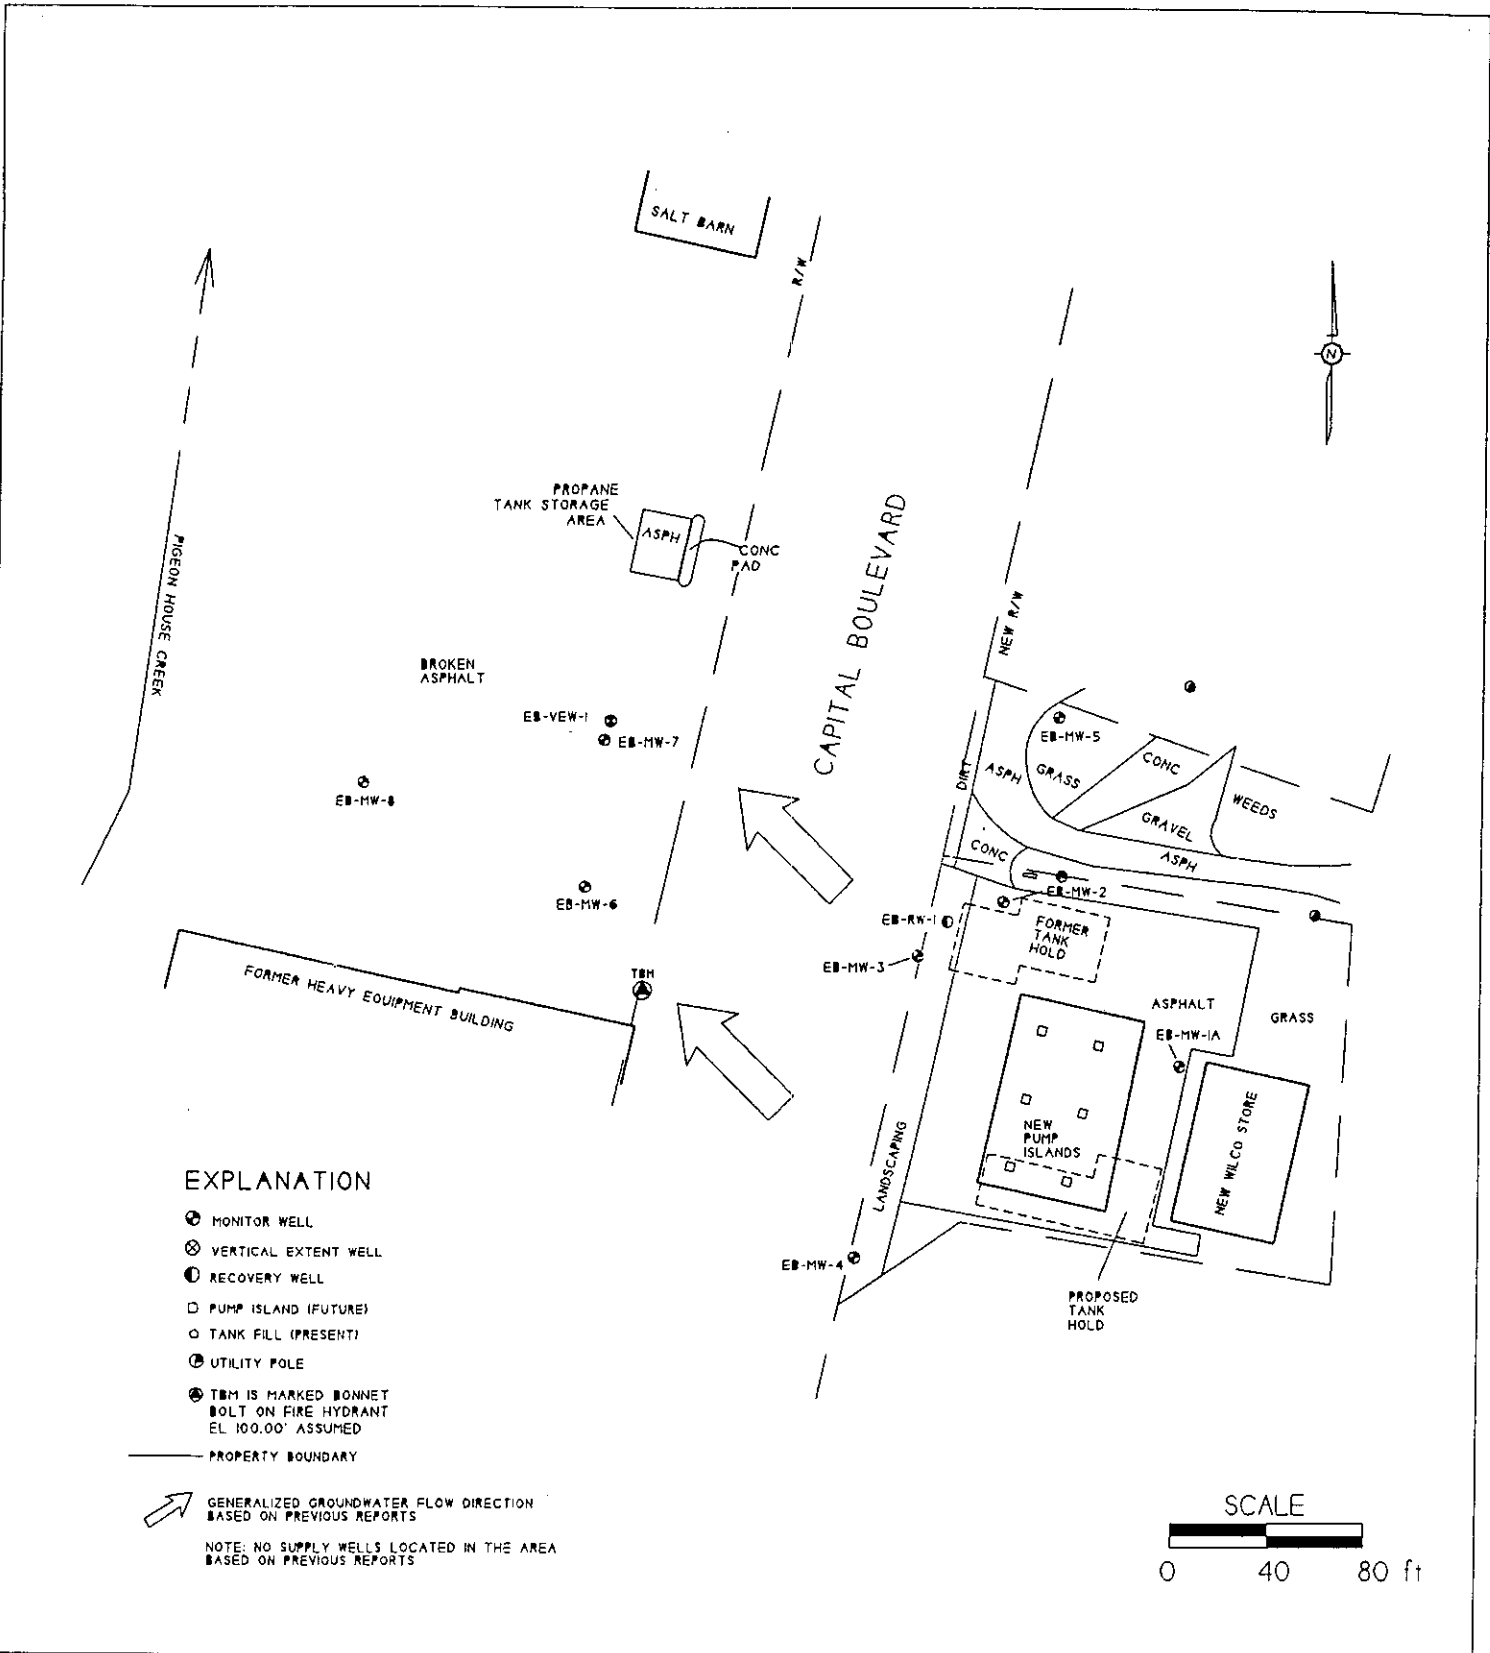 SALT BARN
R/W
N
PROPANE
TANK STORAGE
AREA
ASPH
CONC
PAD
CAPITAL BOULEVARD
PIGEON HOUSE CREEK
NEW R/W
BROKEN
ASPHALT
EB-VEW-1
EB-MW-7
EB-MW-8
EB-MW-5
DIRT
ASPH
GRASS
CONC
WEEDS
GRAVEL
CONC
ASPH
EB-MW-6
EB-MW-2
EB-RW-1
FORMER
TANK
HOLD
EB-MW-3
TBM
FORMER HEAVY EQUIPMENT BUILDING
ASPHALT
GRASS
EB-MW-1A
NEW
PUMP
ISLANDS
NEW WILCO STORE
LANDSCAPING
EB-MW-4
PROPOSED
TANK
HOLD
EXPLANATION
MONITOR WELL
VERTICAL EXTENT WELL
RECOVERY WELL
PUMP ISLAND (FUTURE)
TANK FILL (PRESENT)
UTILITY POLE
TBM IS MARKED BONNET
BOLT ON FIRE HYDRANT
EL 100.00' ASSUMED
PROPERTY BOUNDARY
GENERALIZED GROUNDWATER FLOW DIRECTION
BASED ON PREVIOUS REPORTS
NOTE: NO SUPPLY WELLS LOCATED IN THE AREA
BASED ON PREVIOUS REPORTS
SCALE
0 40 80 ft